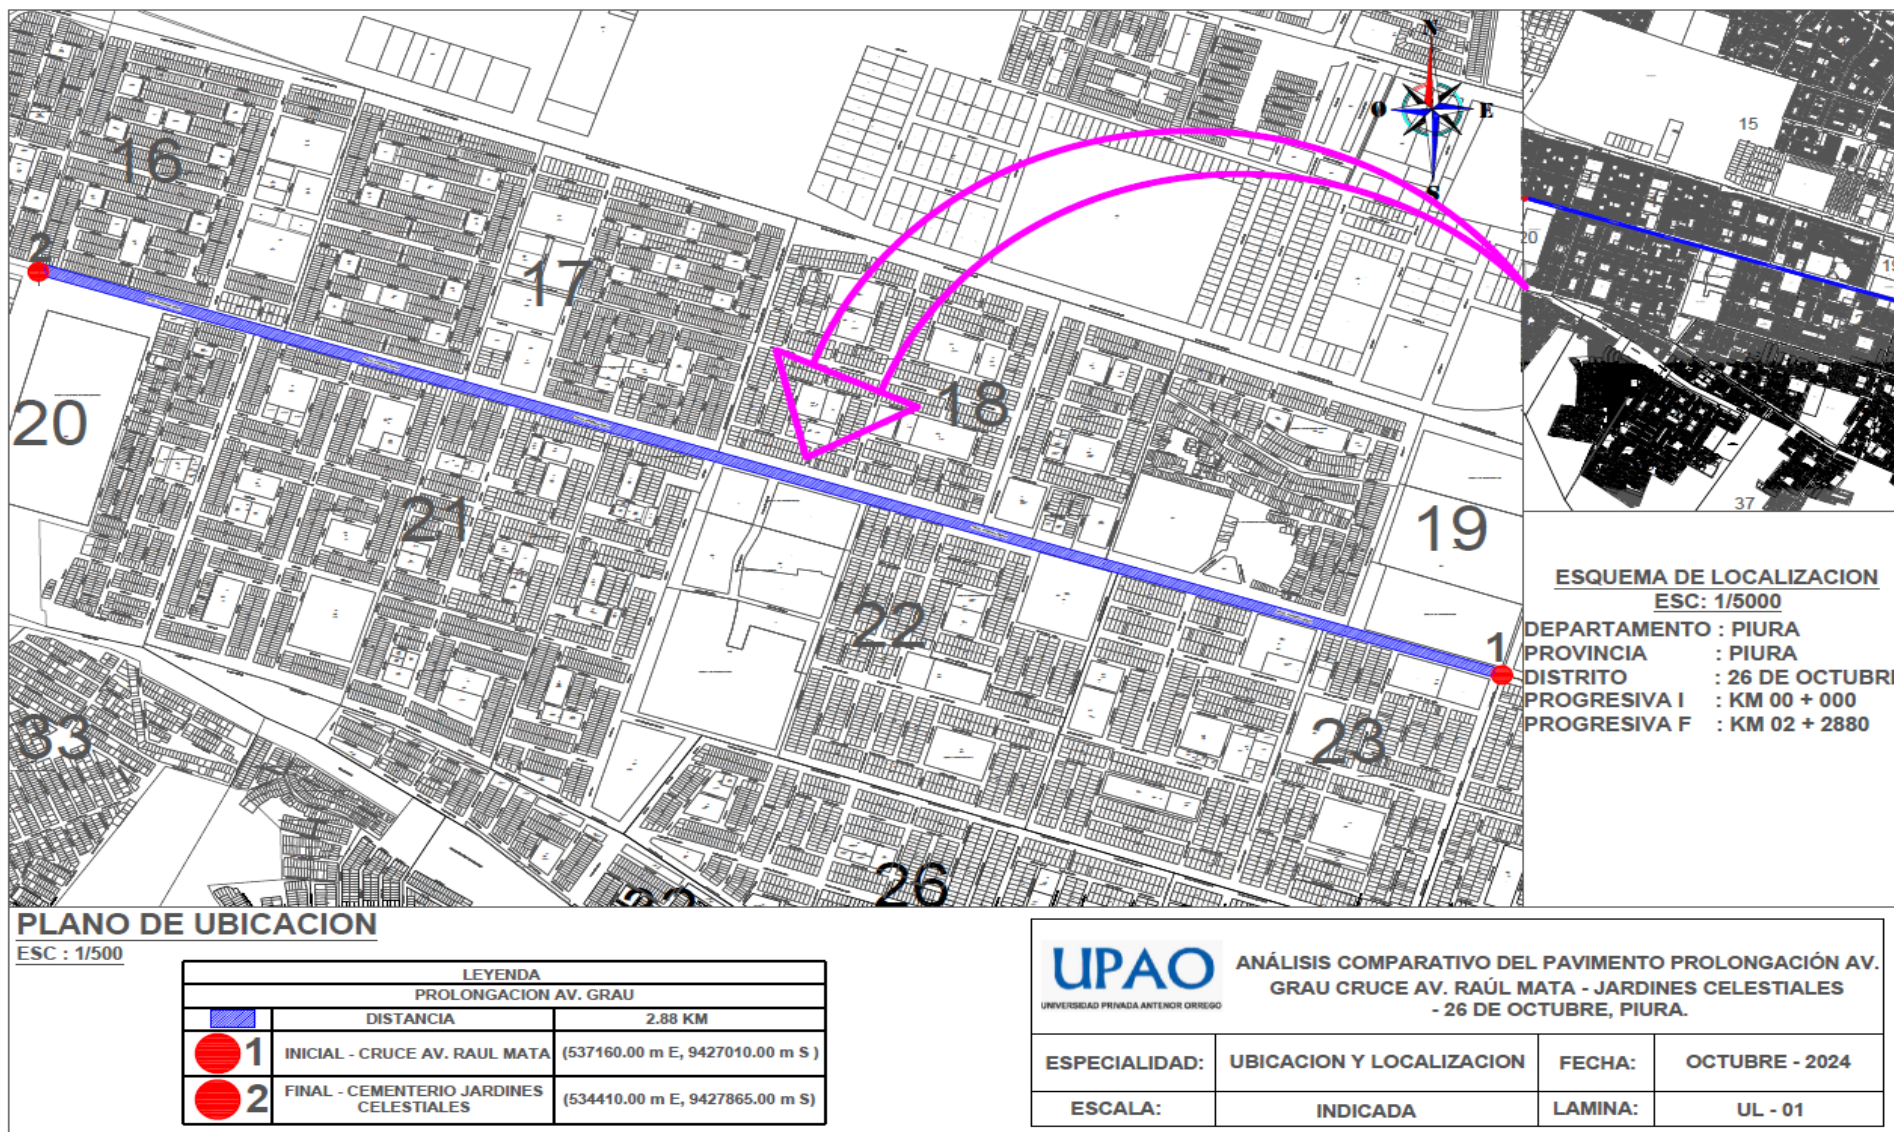 N
O
E
S
15
16
2
17
20
19
18
20
37
21
19
22
1
33
23
26
ESQUEMA DE LOCALIZACION
ESC: 1/5000
DEPARTAMENTO : PIURA
PROVINCIA : PIURA
DISTRITO : 26 DE OCTUBRE
PROGRESIVA I : KM 00 + 000
PROGRESIVA F : KM 02 + 2880
PLANO DE UBICACION
ESC : 1/500
LEYENDA
PROLONGACION AV. GRAU
DISTANCIA 2.88 KM
1 INICIAL - CRUCE AV. RAUL MATA (537160.00 m E, 9427010.00 m S )
2 FINAL - CEMENTERIO JARDINES
CELESTIALES (534410.00 m E, 9427865.00 m S)
UPAO
UNIVERSIDAD PRIVADA ANTENOR ORREGO
ANÁLISIS COMPARATIVO DEL PAVIMENTO PROLONGACIÓN AV.
GRAU CRUCE AV. RAÚL MATA - JARDINES CELESTIALES
- 26 DE OCTUBRE, PIURA.
ESPECIALIDAD: UBICACION Y LOCALIZACION FECHA: OCTUBRE - 2024
ESCALA: INDICADA LAMINA: UL - 01